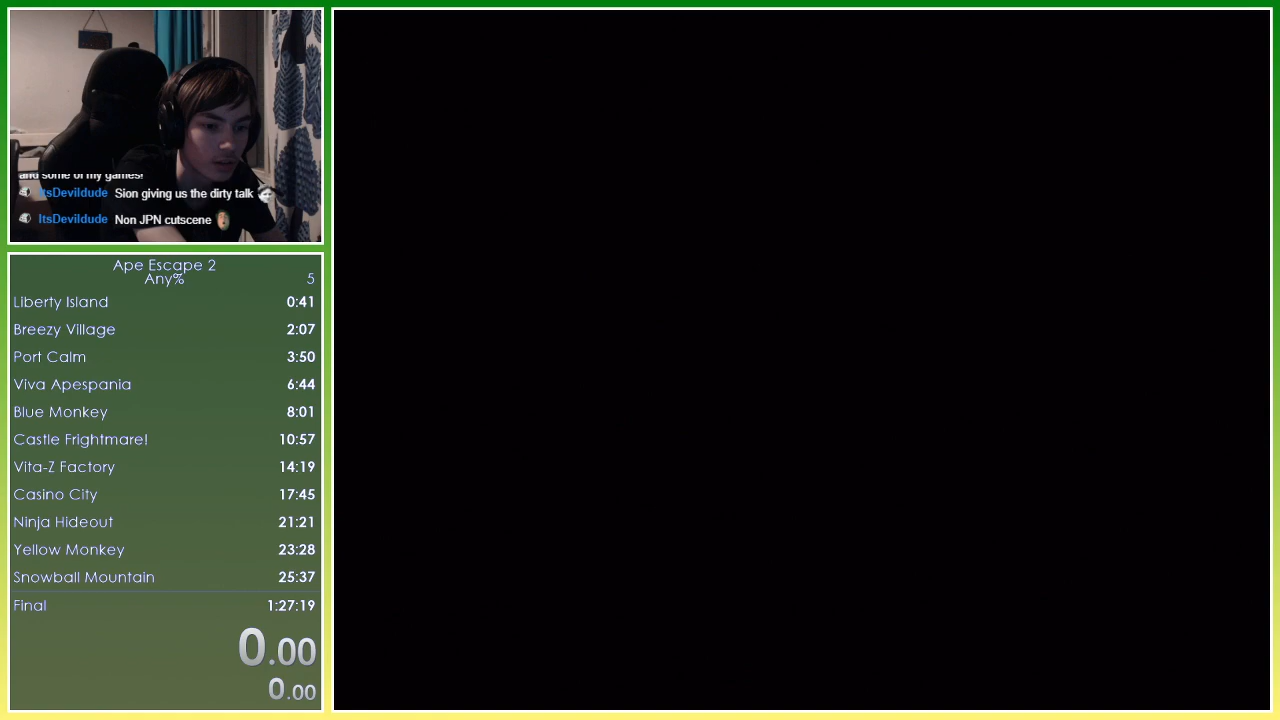 and some of my games!
ItsDevildude Sion giving us the dirty talk
ItsDevildude Non JPN cutscene
Ape Escape 2
Any% 5
Liberty Island 0:41
Breezy Village 2:07
Port Calm 3:50
Viva Apespania 6:44
Blue Monkey 8:01
Castle Frightmare! 10:57
Vita-Z Factory 14:19
Casino City 17:45
Ninja Hideout 21:21
Yellow Monkey 23:28
Snowball Mountain 25:37
Final 1:27:19
0.00
0.00